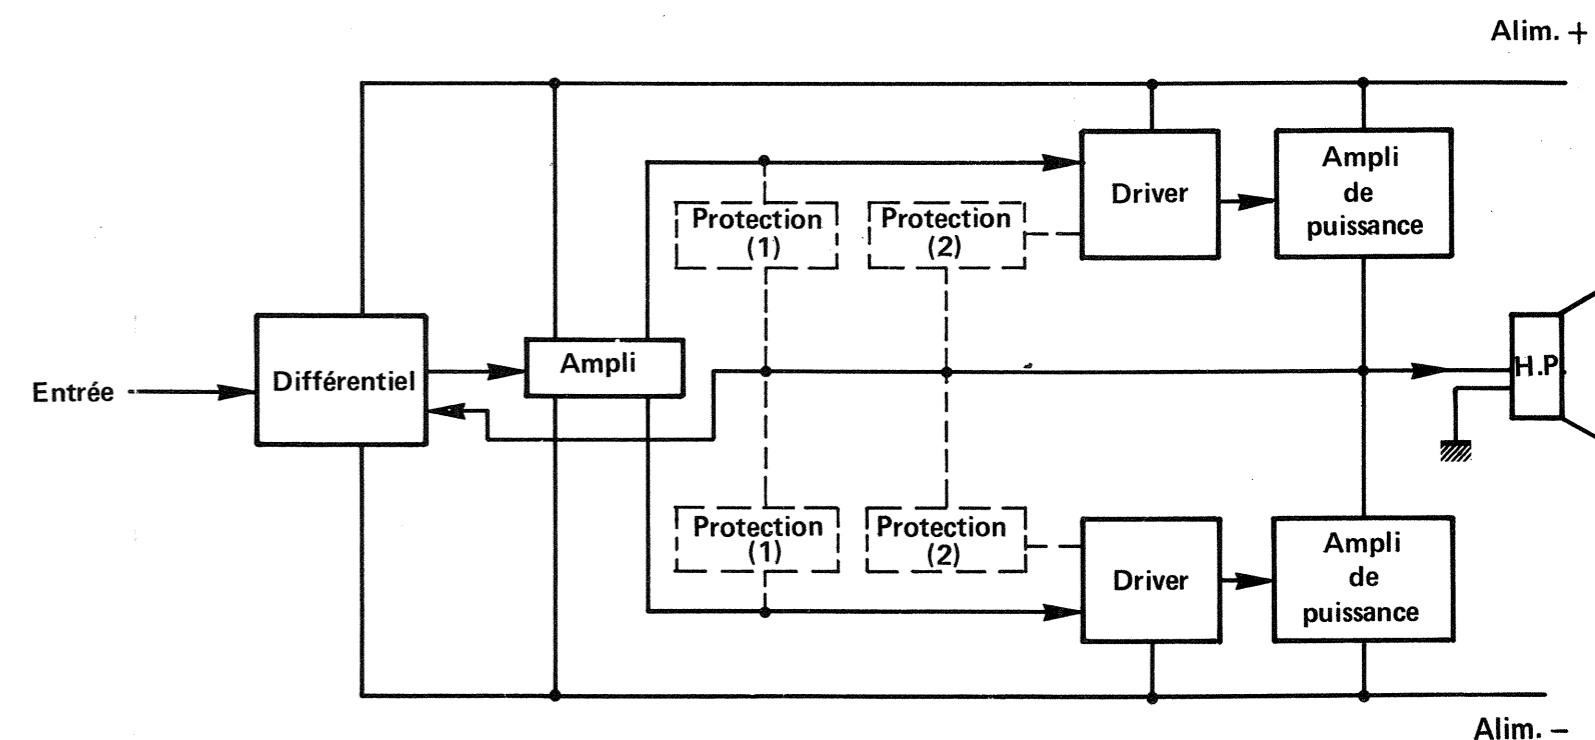 Alim. +
Driver
Ampli
de
puissance
Protection
(1)
Protection
(2)
Entrée
Différentiel
Ampli
H.P.
Protection
(1)
Protection
(2)
Driver
Ampli
de
puissance
Alim. −